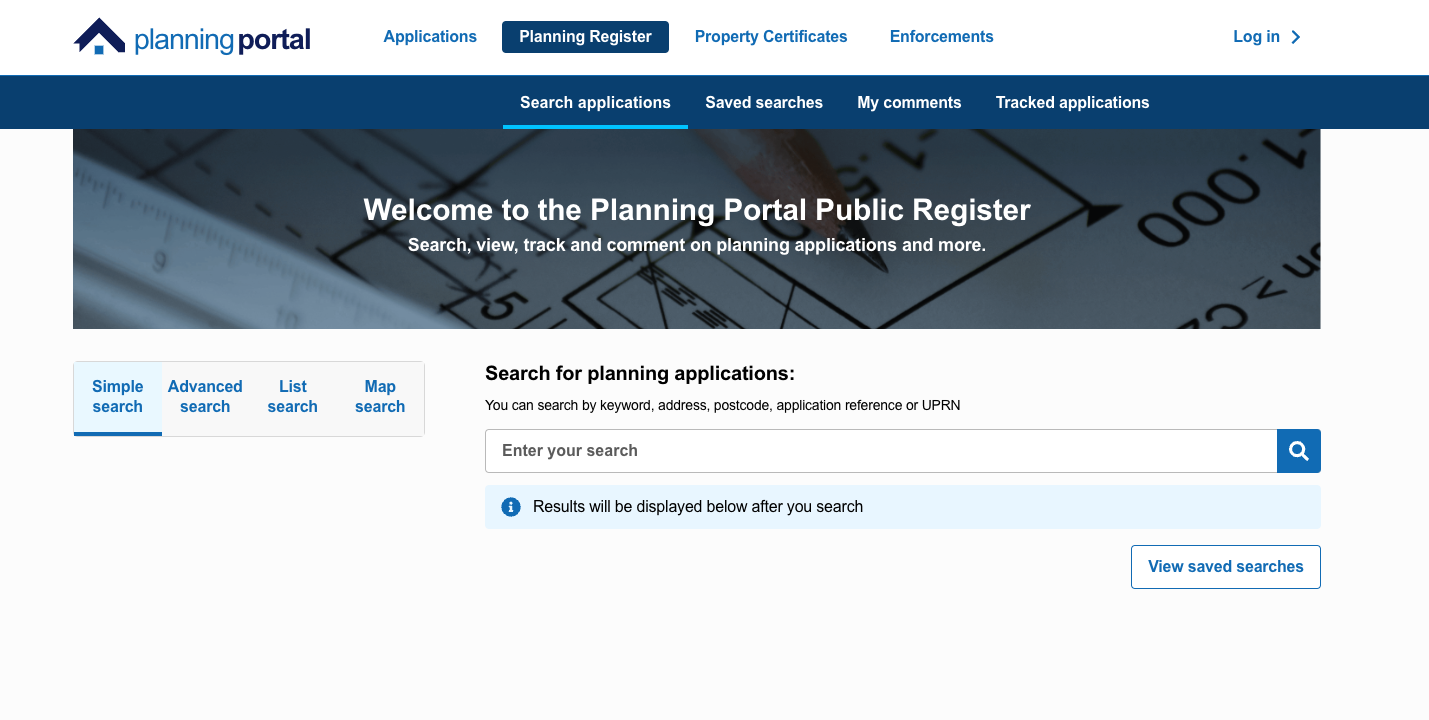 planning portal
Applications
Planning Register
Property Certificates
Enforcements
Log in
Search applications
Saved searches
My comments
Tracked applications
Welcome to the Planning Portal Public Register
Search, view, track and comment on planning applications and more.
Simple
search
Advanced
search
List
search
Map
search
Search for planning applications:
You can search by keyword, address, postcode, application reference or UPRN
Enter your search
Results will be displayed below after you search
View saved searches